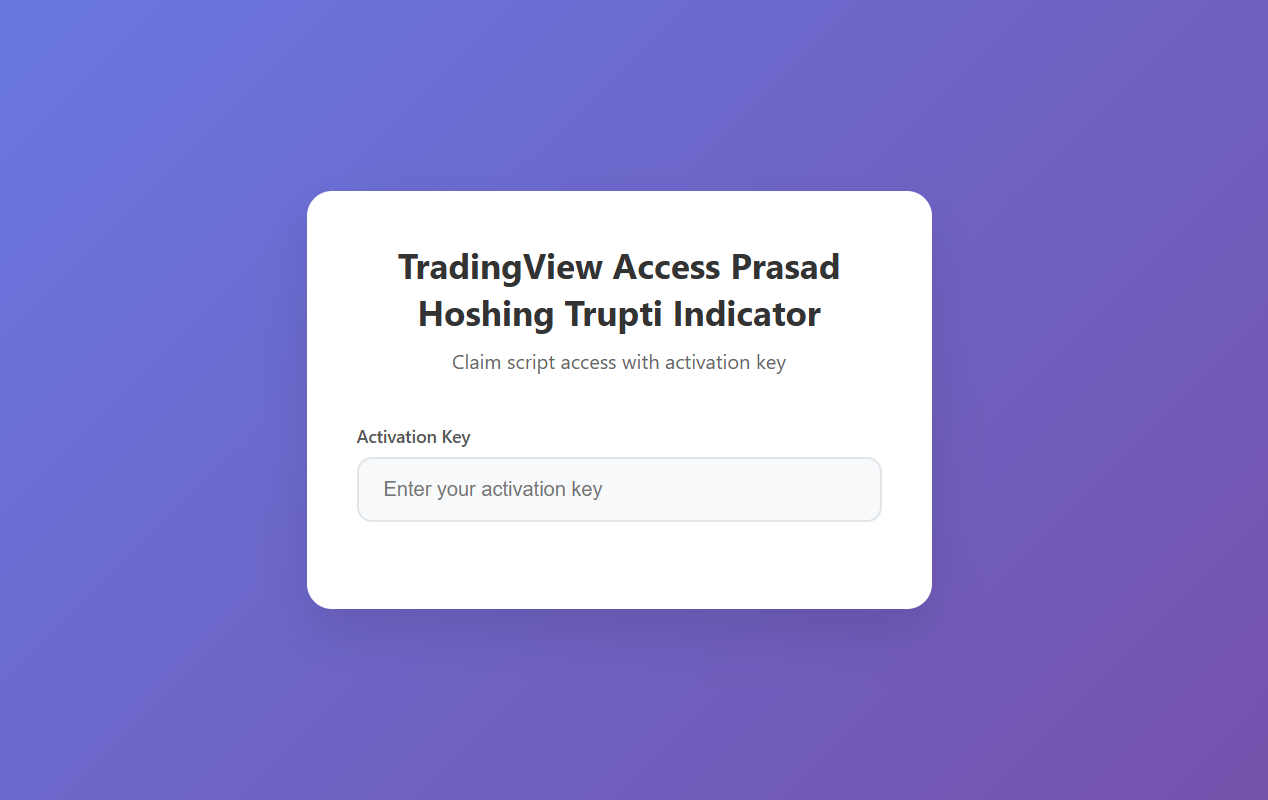 TradingView Access Prasad
Hoshing Trupti Indicator
Claim script access with activation key
Activation Key
Enter your activation key